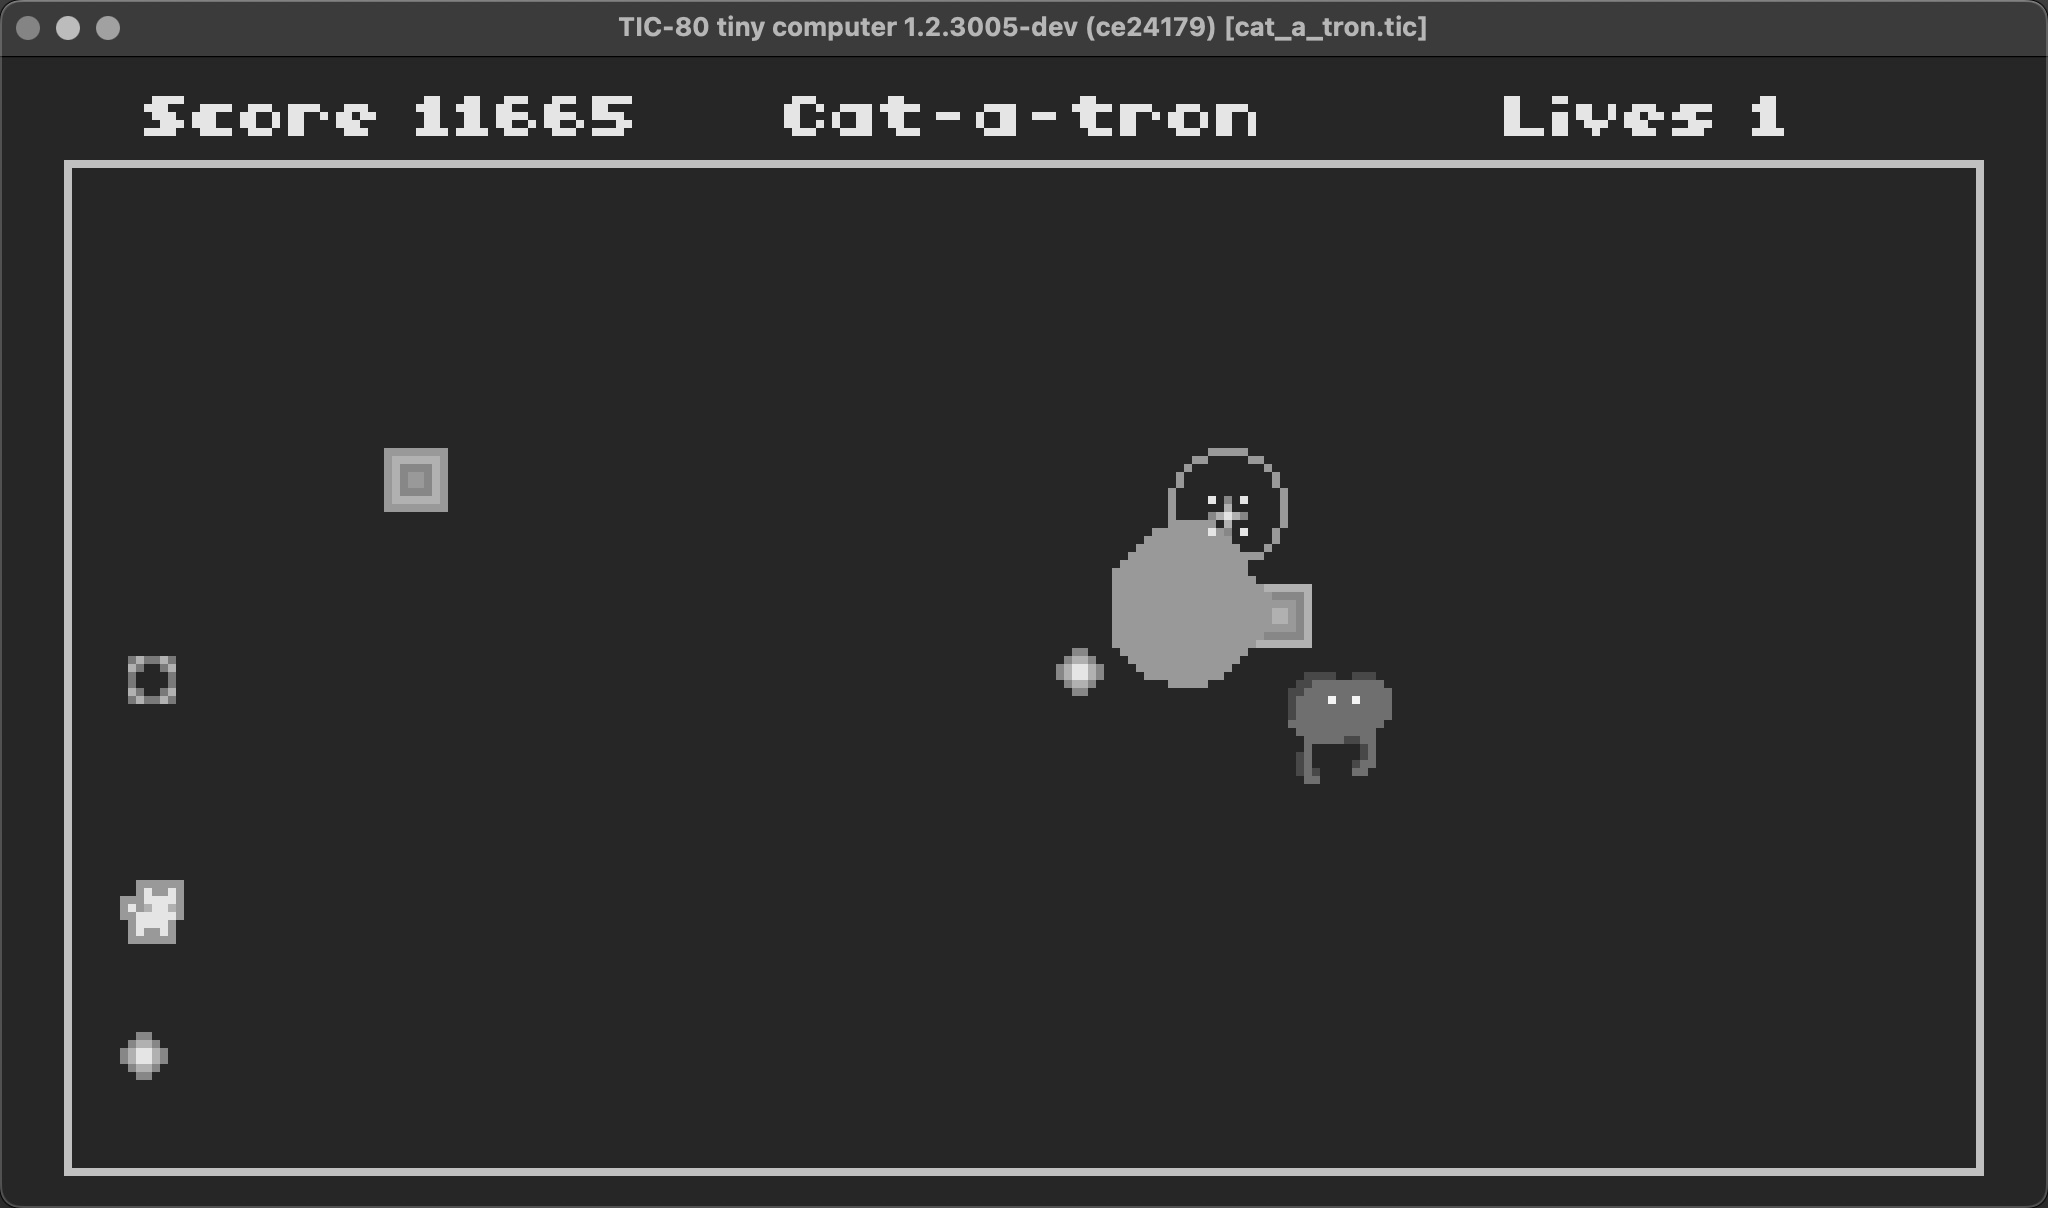 TIC-80 tiny computer 1.2.3005-dev (ce24179) [cat_a_tron.tic]
Score 11665 Cat-a-tron Lives 1